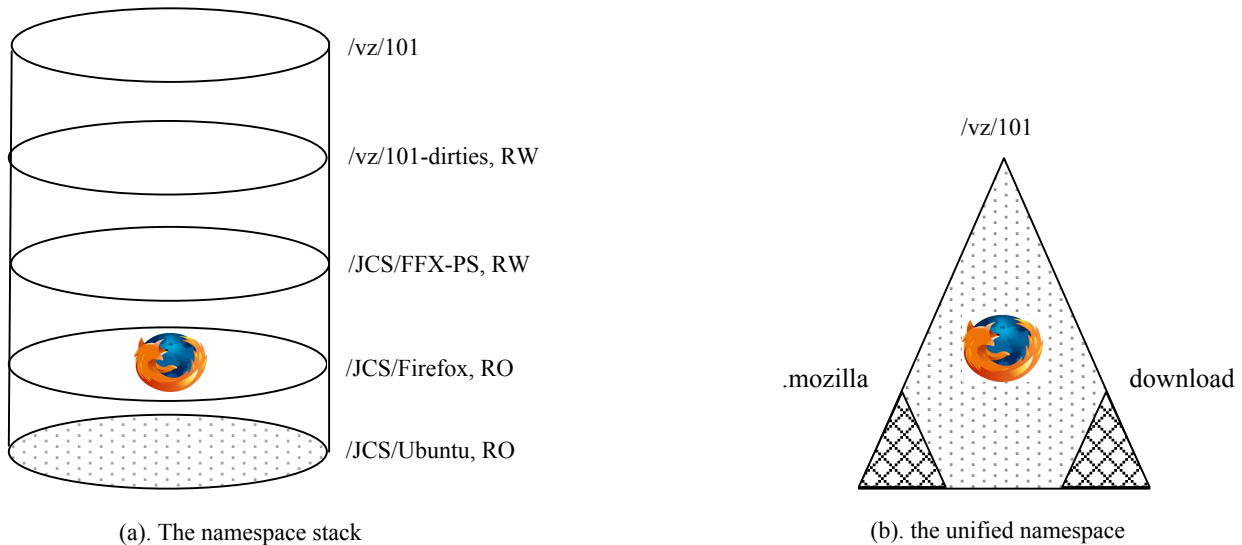 /vz/101
/vz/101-dirties, RW
/JCS/FFX-PS, RW
/JCS/Firefox, RO
/JCS/Ubuntu, RO
(a). The namespace stack
/vz/101
.mozilla
download
(b). the unified namespace